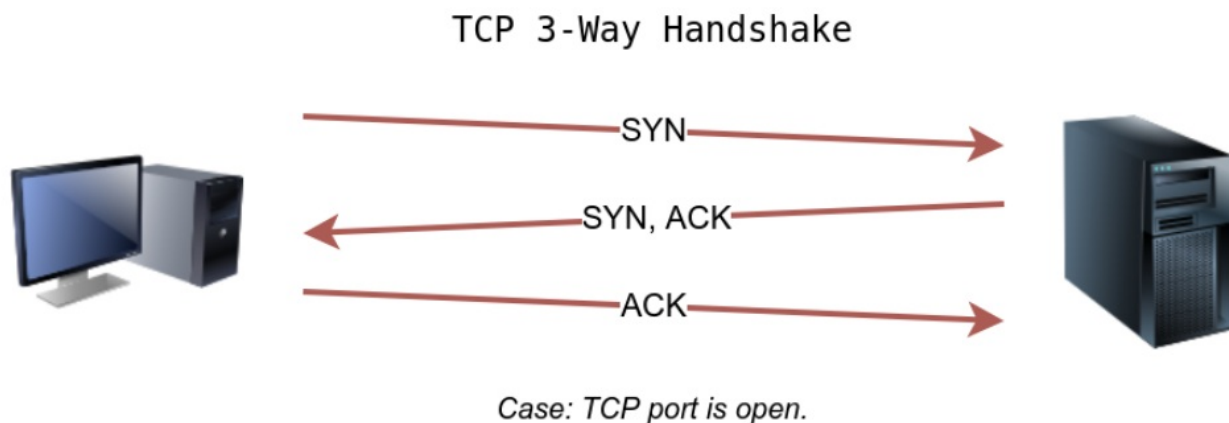 TCP 3-Way Handshake
SYN
SYN, ACK
ACK
Case: TCP port is open.